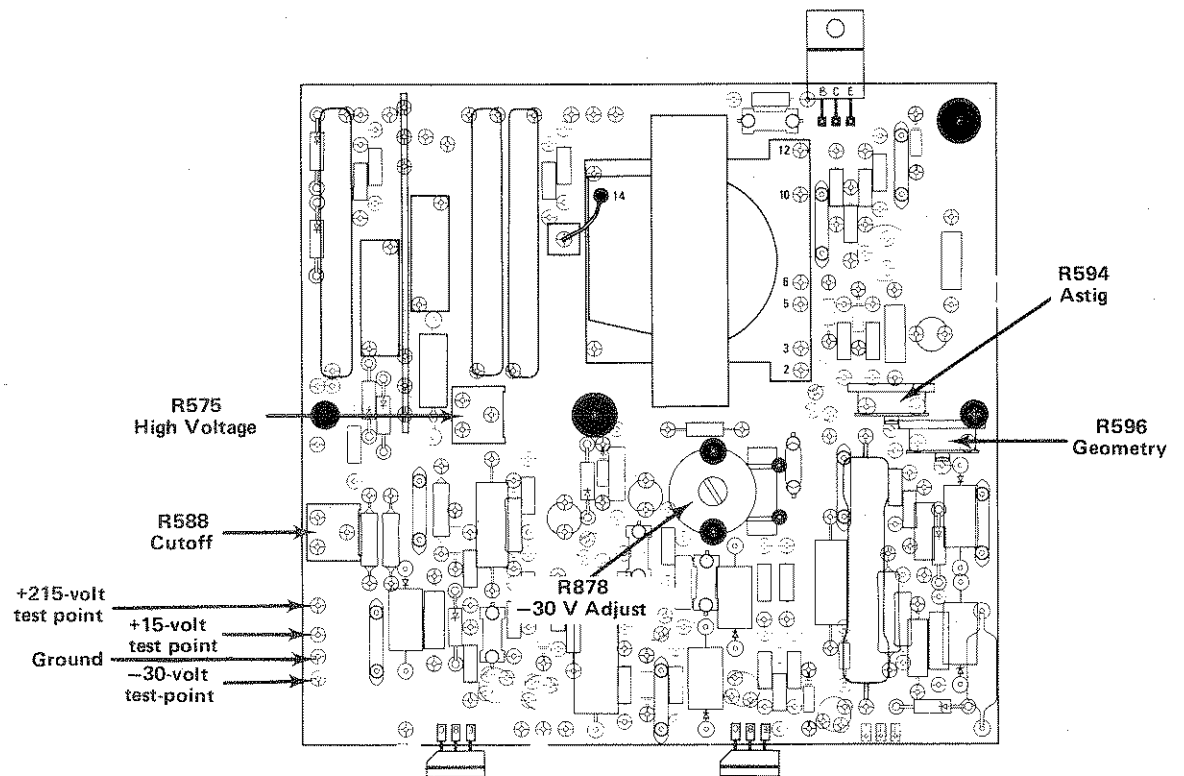 B C E
12
10
14
6
5
3
2
R594
Astig
R596
Geometry
R575
High Voltage
R588
Cutoff
R878
−30 V Adjust
+215-volt
test point
+15-volt
test point
Ground
−30-volt
test-point